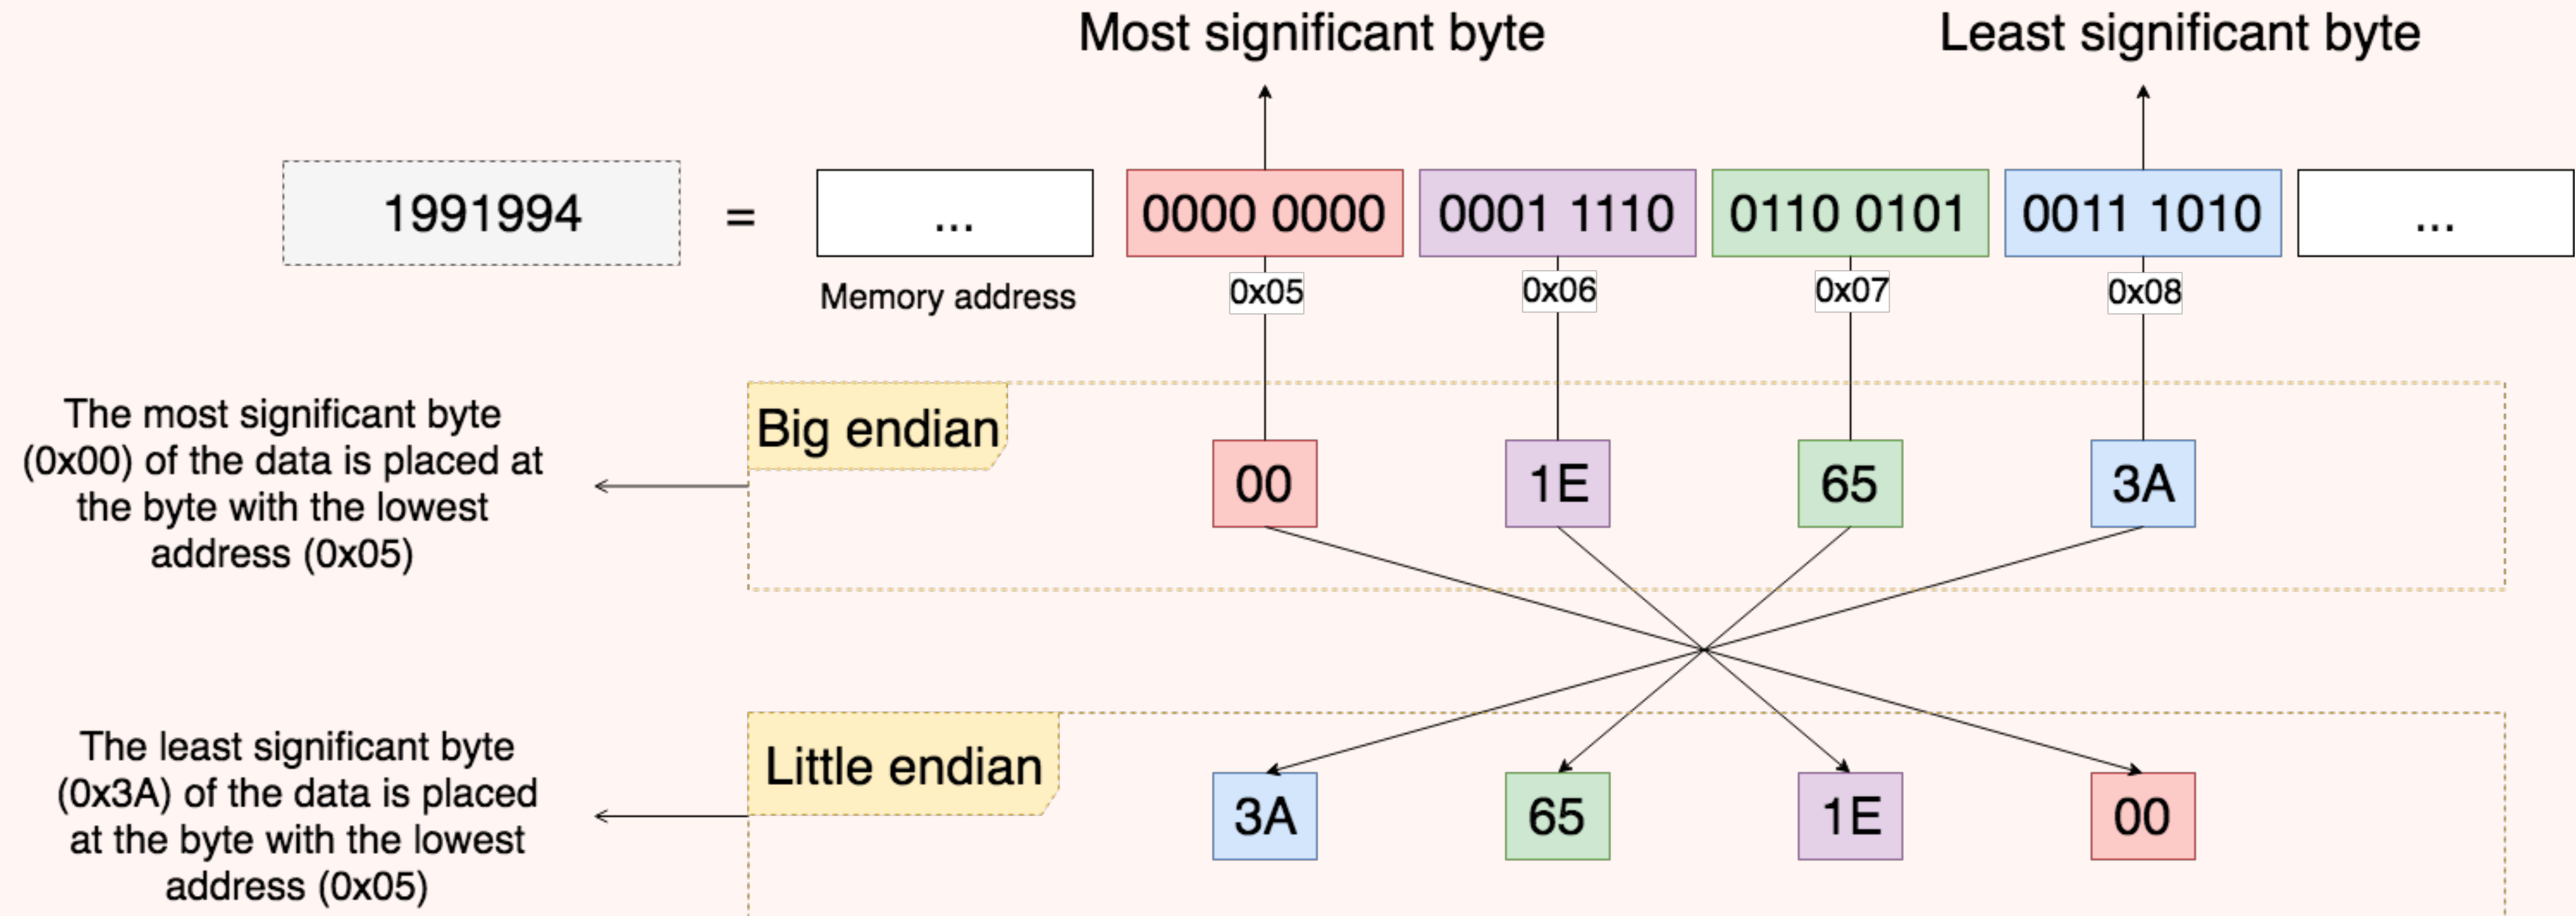 Most significant byte
Least significant byte
1991994
=
...
0000 0000
0001 1110
0110 0101
0011 1010
...
Memory address
0x05
0x06
0x07
0x08
The most significant byte
(0x00) of the data is placed at
the byte with the lowest
address (0x05)
Big endian
00
1E
65
3A
The least significant byte
(0x3A) of the data is placed
at the byte with the lowest
address (0x05)
Little endian
3A
65
1E
00